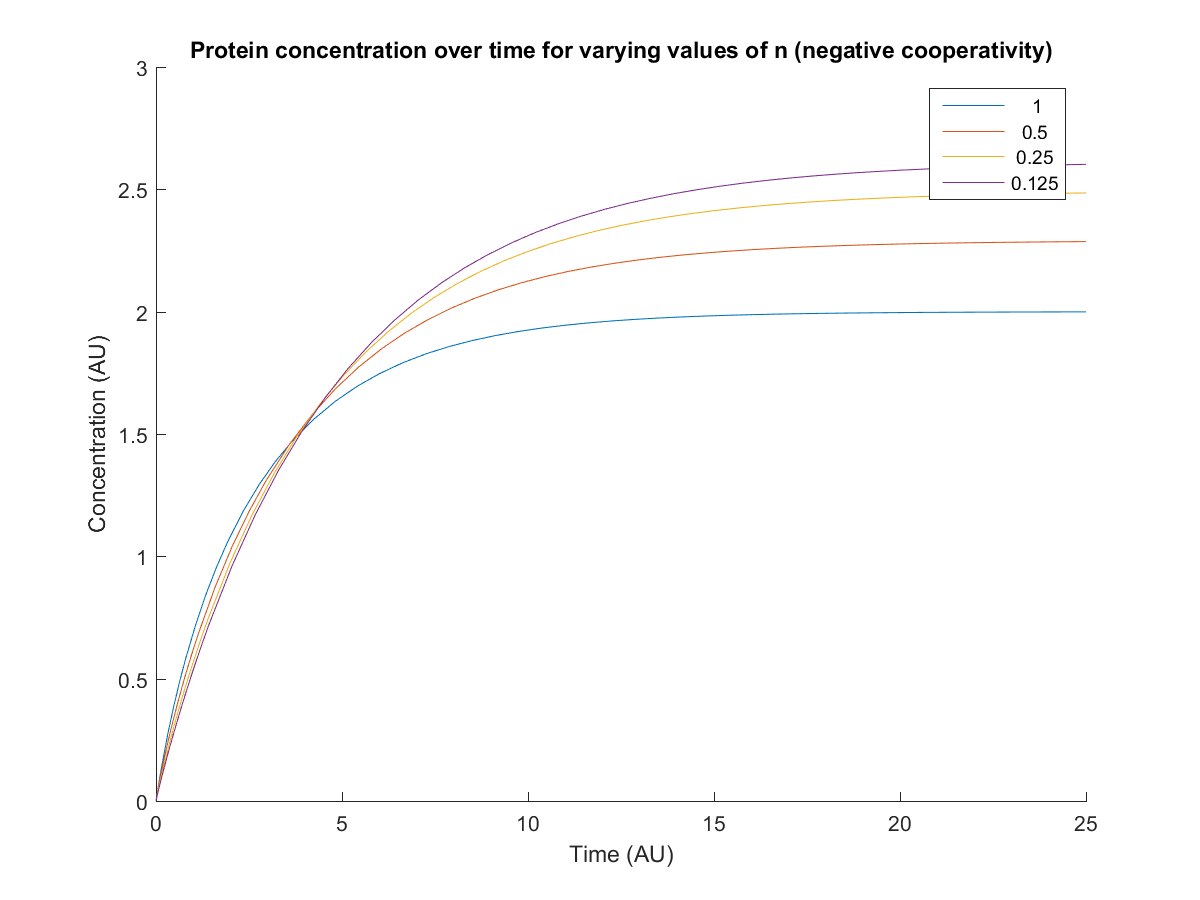 Protein concentration over time for varying values of n (negative cooperativity)
3
2.5
2
1.5
1
0.5
0
Concentration (AU)
1
0.5
0.25
0.125
0 5 10 15 20 25
Time (AU)